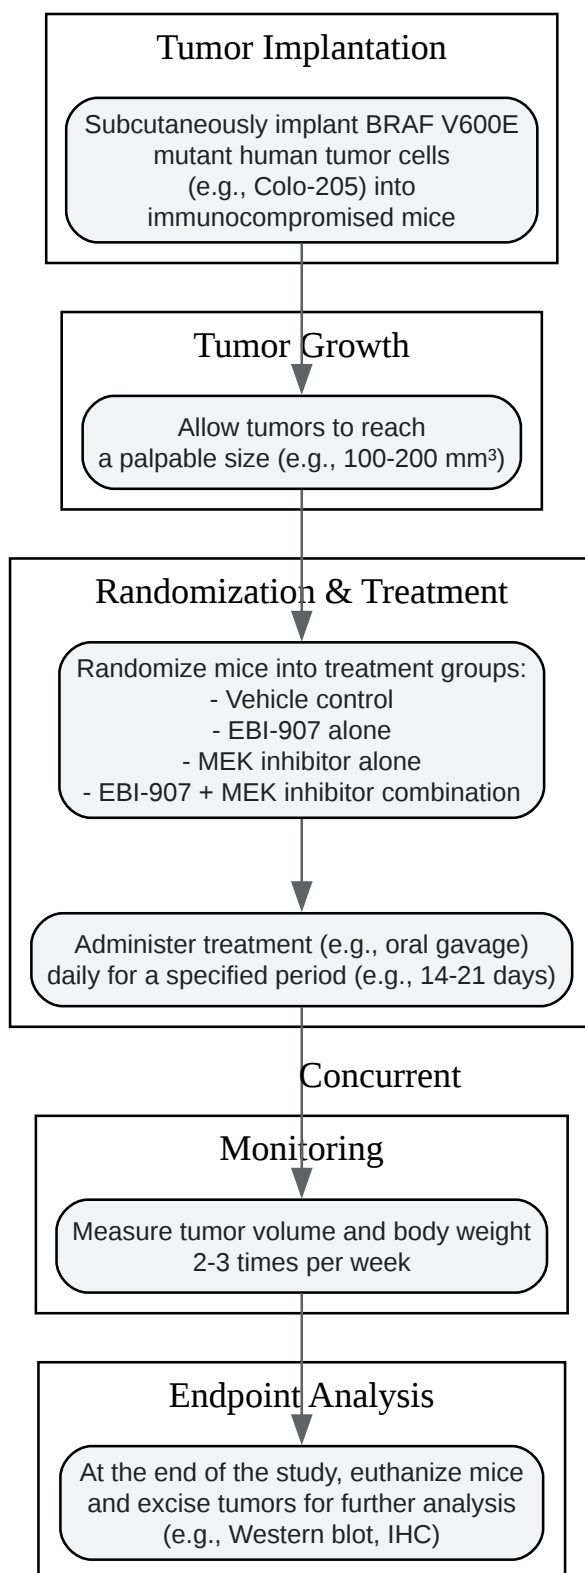 Tumor Implantation
Subcutaneously implant BRAF V600E
mutant human tumor cells
(e.g., Colo-205) into
immunocompromised mice
Tumor Growth
Allow tumors to reach
a palpable size (e.g., 100-200 mm³)
Randomization & Treatment
Randomize mice into treatment groups:
- Vehicle control
- EBI-907 alone
- MEK inhibitor alone
- EBI-907 + MEK inhibitor combination
Administer treatment (e.g., oral gavage)
daily for a specified period (e.g., 14-21 days)
Concurrent
Monitoring
Measure tumor volume and body weight
2-3 times per week
Endpoint Analysis
At the end of the study, euthanize mice
and excise tumors for further analysis
(e.g., Western blot, IHC)